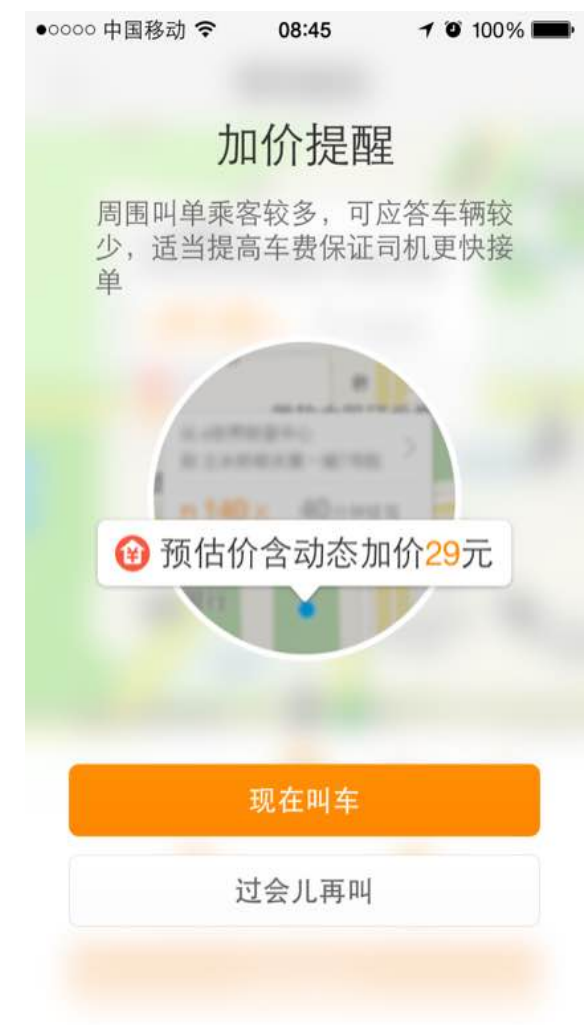 中国移动 08:45 100%
加价提醒
周围叫单乘客较多，可应答车辆较
少，适当提高车费保证司机更快接
单
预估价含动态加价29元
现在叫车
过会儿再叫